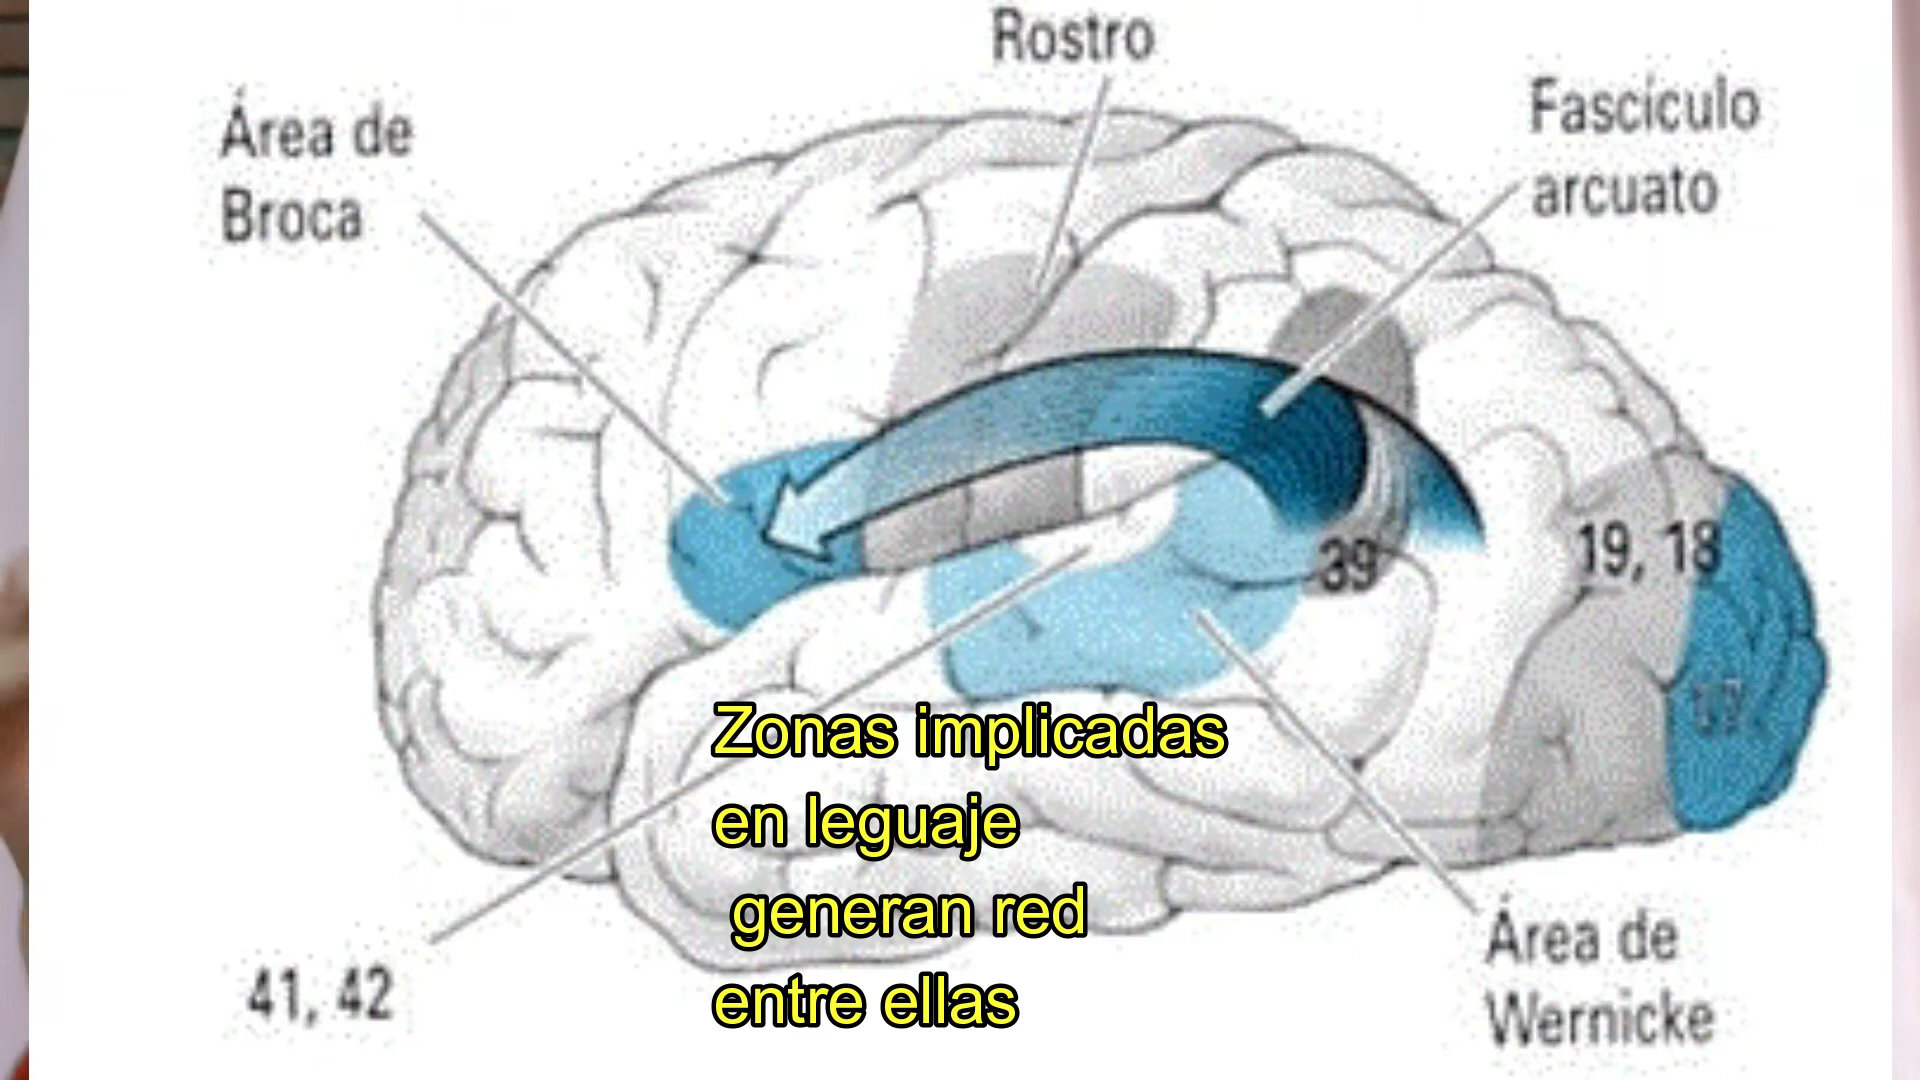 Rostro
Área de
Broca
Fascículo
arcuato
39
19, 18
17
Zonas implicadas
en leguaje
generan red
entre ellas
41, 42
Área de
Wernicke